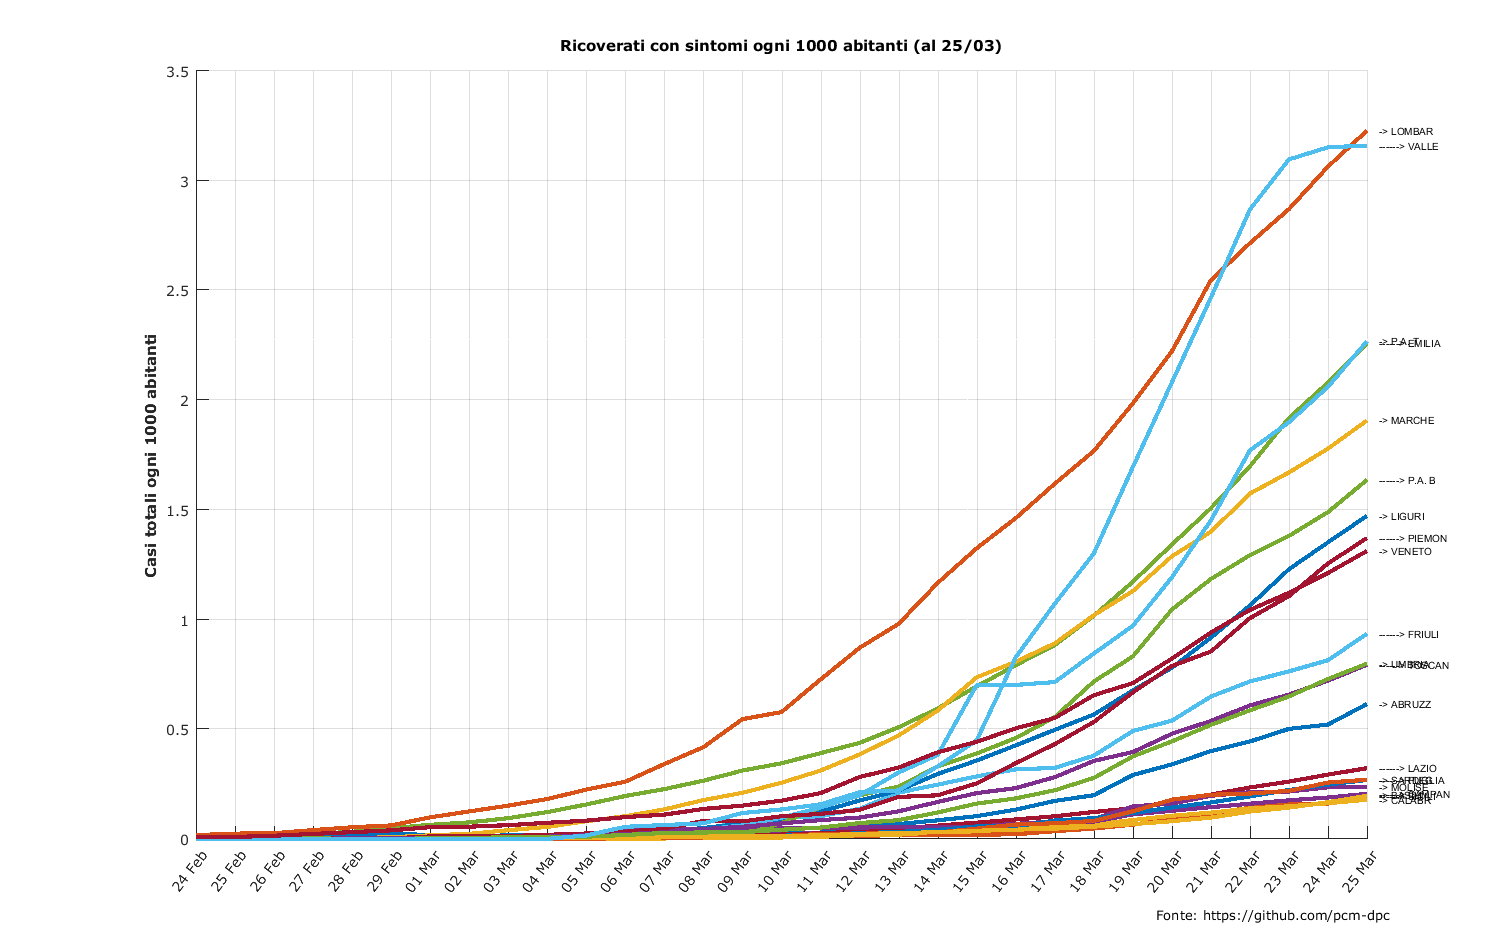 Ricoverati con sintomi ogni 1000 abitanti (al 25/03)
Casi totali ogni 1000 abitanti
3.5
3
2.5
2
1.5
1
0.5
0
-> LOMBAR
------> VALLE
------> EMILIA
-> MARCHE
------> P.A. B
-> LIGURI
------> PIEMON
-> VENETO
------> FRIULI
-> UMBRIA
-> ABRUZZ
------> LAZIO
-> MOLISE
-> CALABR
24 Feb
25 Feb
26 Feb
27 Feb
28 Feb
29 Feb
01 Mar
02 Mar
03 Mar
04 Mar
05 Mar
06 Mar
07 Mar
08 Mar
09 Mar
10 Mar
11 Mar
12 Mar
13 Mar
14 Mar
15 Mar
16 Mar
17 Mar
18 Mar
19 Mar
20 Mar
21 Mar
22 Mar
23 Mar
24 Mar
25 Mar
Fonte: https://github.com/pcm-dpc